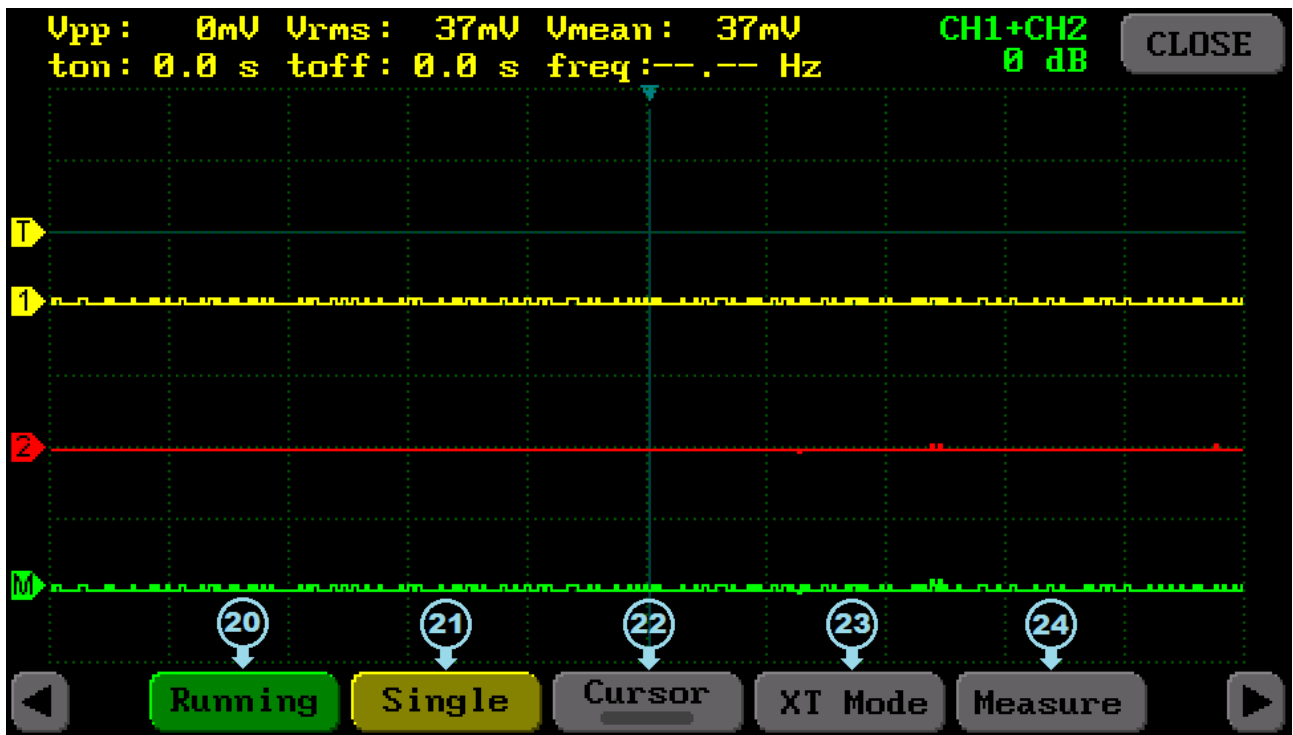 Vpp: 0mV Vrms: 37mV Vmean: 37mV CH1+CH2 CLOSE
ton: 0.0 s toff: 0.0 s freq:--.-- Hz 0 dB
T
1
2
M
20 21 22 23 24
Running Single Cursor XT Mode Measure